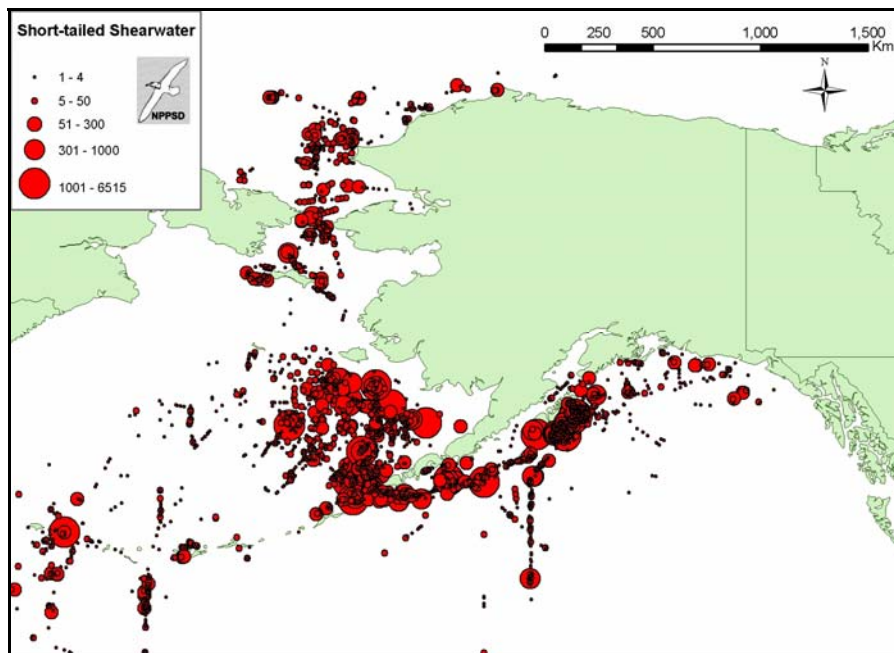 Short-tailed Shearwater
NPPSD
1 - 4
5 - 50
51 - 300
301 - 1000
1001 - 6515
0 250 500 1,000 1,500
Km
N